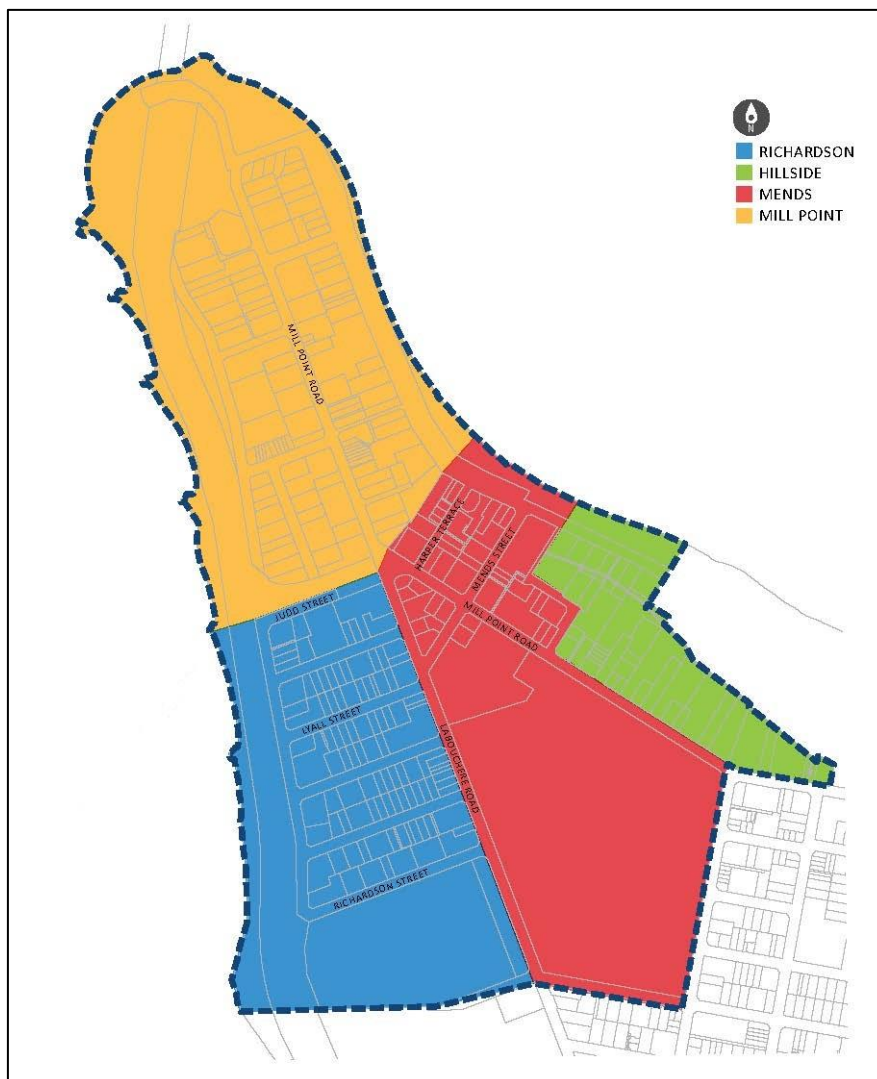 N
RICHARDSON
HILLSIDE
MENDS
MILL POINT
MILL POINT ROAD
HARPER TERRACE
MENDS STREET
MILL POINT ROAD
JUDD STREET
LYALL STREET
LABOUCHERE ROAD
RICHARDSON STREET